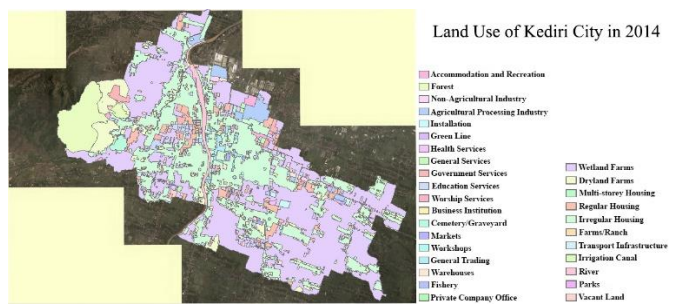 Land Use of Kediri City in 2014
Accommodation and Recreation
Forest
Non-Agricultural Industry
Agricultural Processing Industry
Installation
Green Line
Health Services
General Services
Government Services
Education Services
Worship Services
Business Institution
Cemetery/Graveyard
Markets
Workshops
General Trailing
Warehouses
Fishery
Private Company Office
Wetland Farms
Dryland Farms
Multi-storey Housing
Regular Housing
Irregular Housing
Farms/Ranch
Transport Infrastructure
Irrigation Canal
River
Parks
Vacant Land